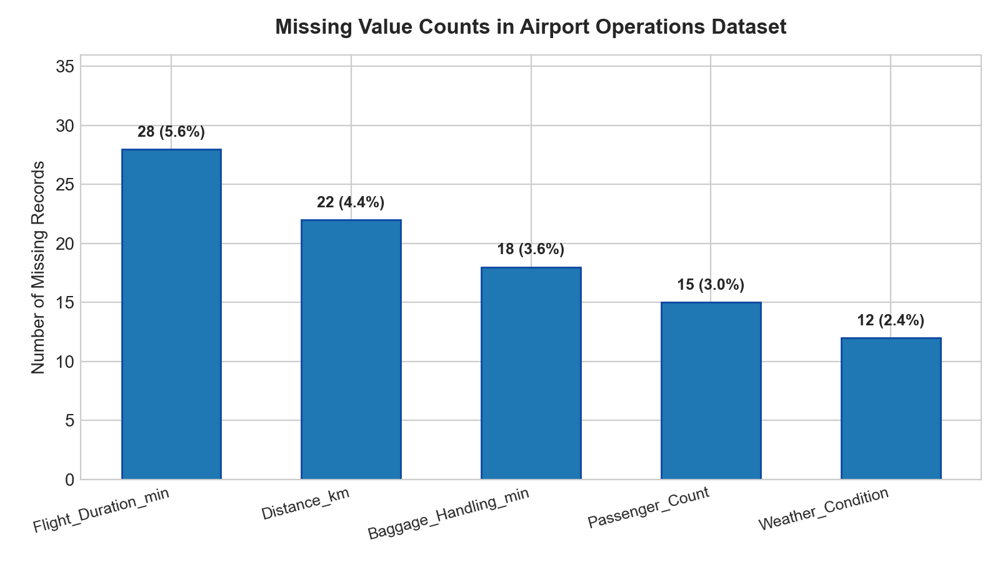 Missing Value Counts in Airport Operations Dataset
Number of Missing Records
35
30
25
20
15
10
5
0
28 (5.6%)
22 (4.4%)
18 (3.6%)
15 (3.0%)
12 (2.4%)
Flight_Duration_min
Distance_km
Baggage_Handling_min
Passenger_Count
Weather_Condition